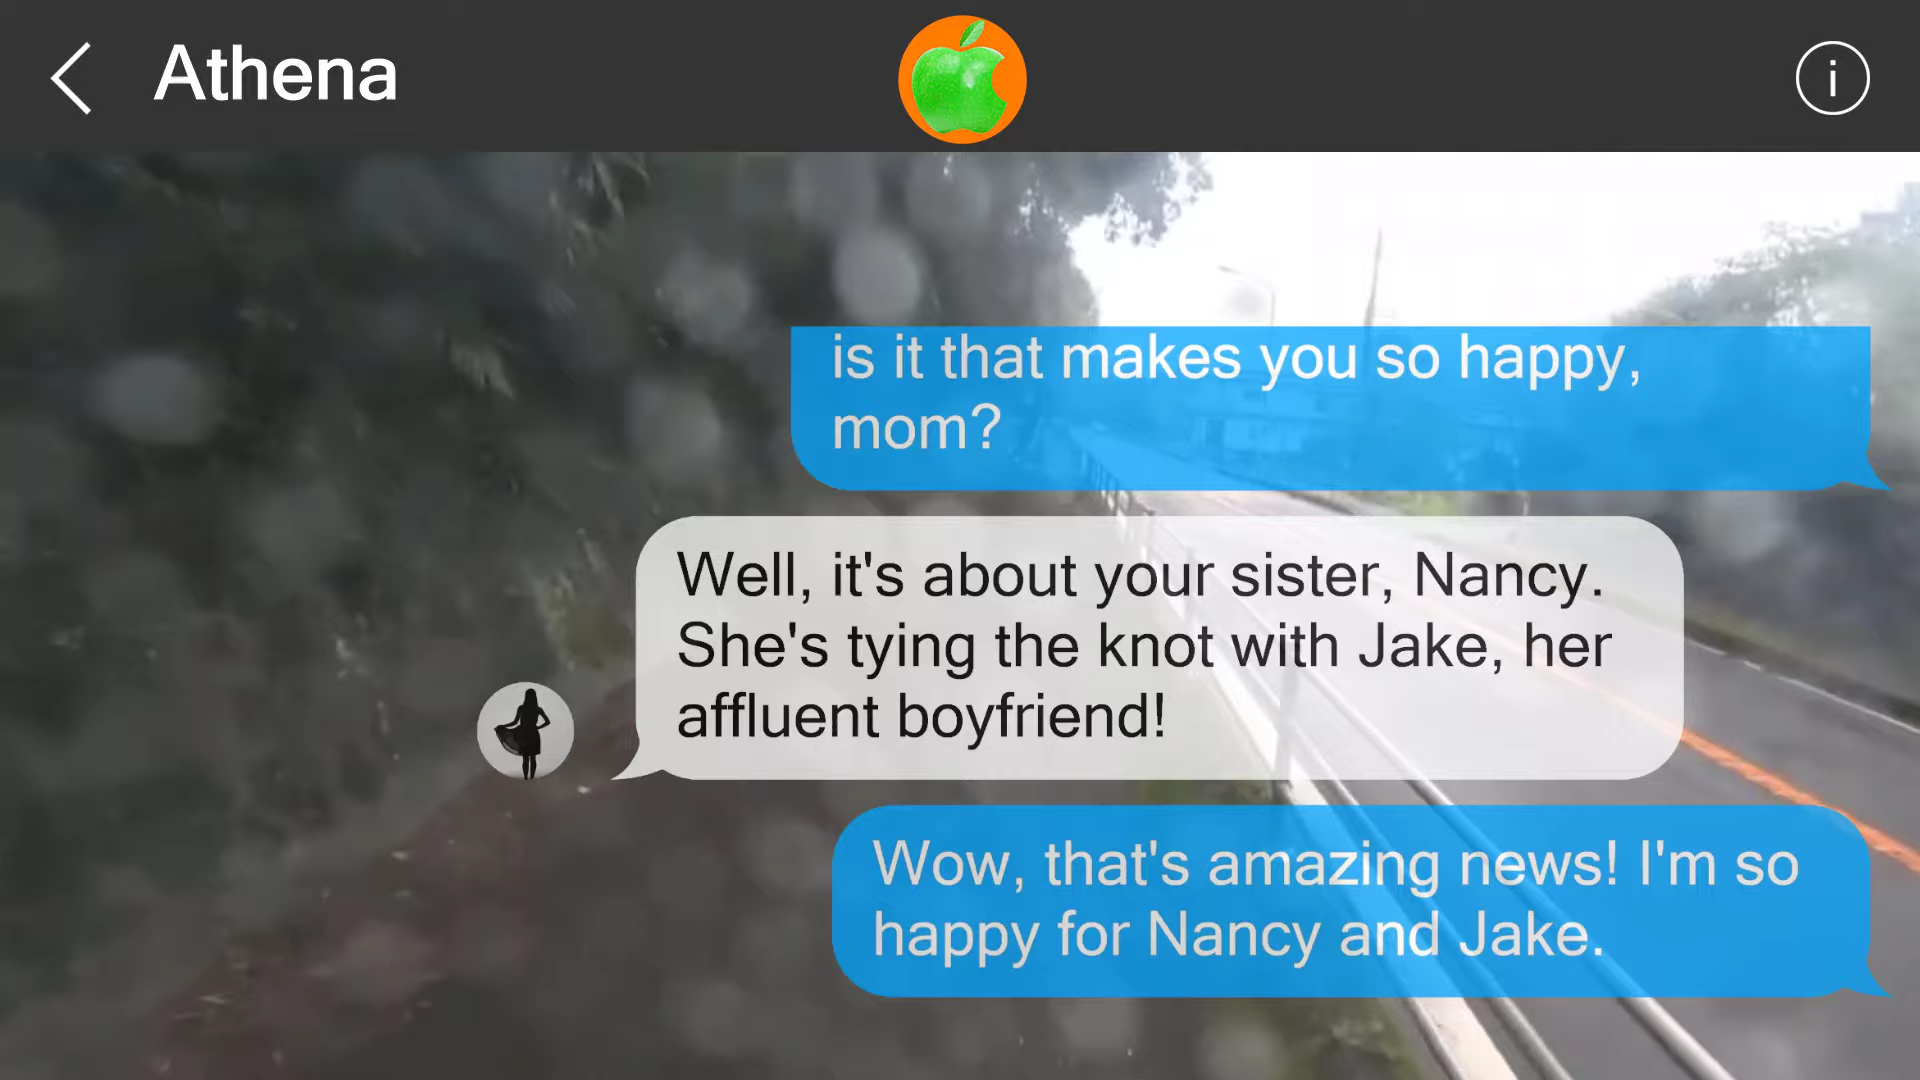 Athena
i
is it that makes you so happy,
mom?
Well, it's about your sister, Nancy.
She's tying the knot with Jake, her
affluent boyfriend!
Wow, that's amazing news! I'm so
happy for Nancy and Jake.